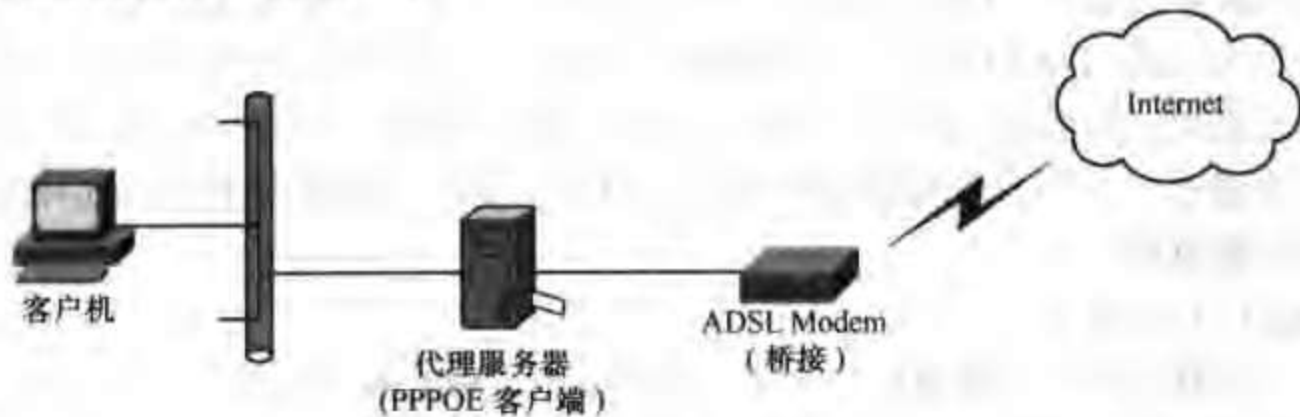 Internet
客户机
代理服务器
(PPPOE 客户端)
ADSL Modem
(桥接)